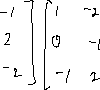 -1 ] [ 1 -2
2 ] [ 0 -1
-2 ] [ -1 2